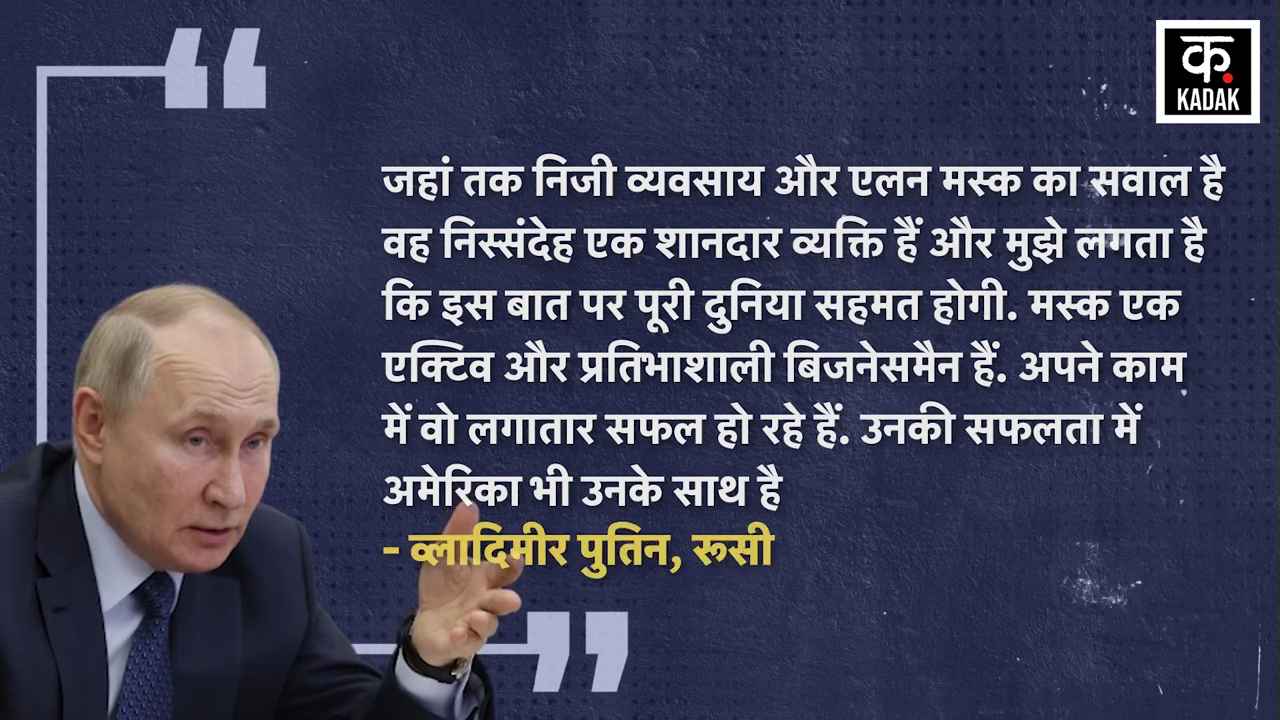 क.
KADAK
जहां तक निजी व्यवसाय और एलन मस्क का सवाल है
वह निस्संदेह एक शानदार व्यक्ति हैं और मुझे लगता है
कि इस बात पर पूरी दुनिया सहमत होगी. मस्क एक
एक्टिव और प्रतिभाशाली बिजनेसमैन हैं. अपने काम
में वो लगातार सफल हो रहे हैं. उनकी सफलता में
अमेरिका भी उनके साथ है
- व्लादिमीर पुतिन, रूसी